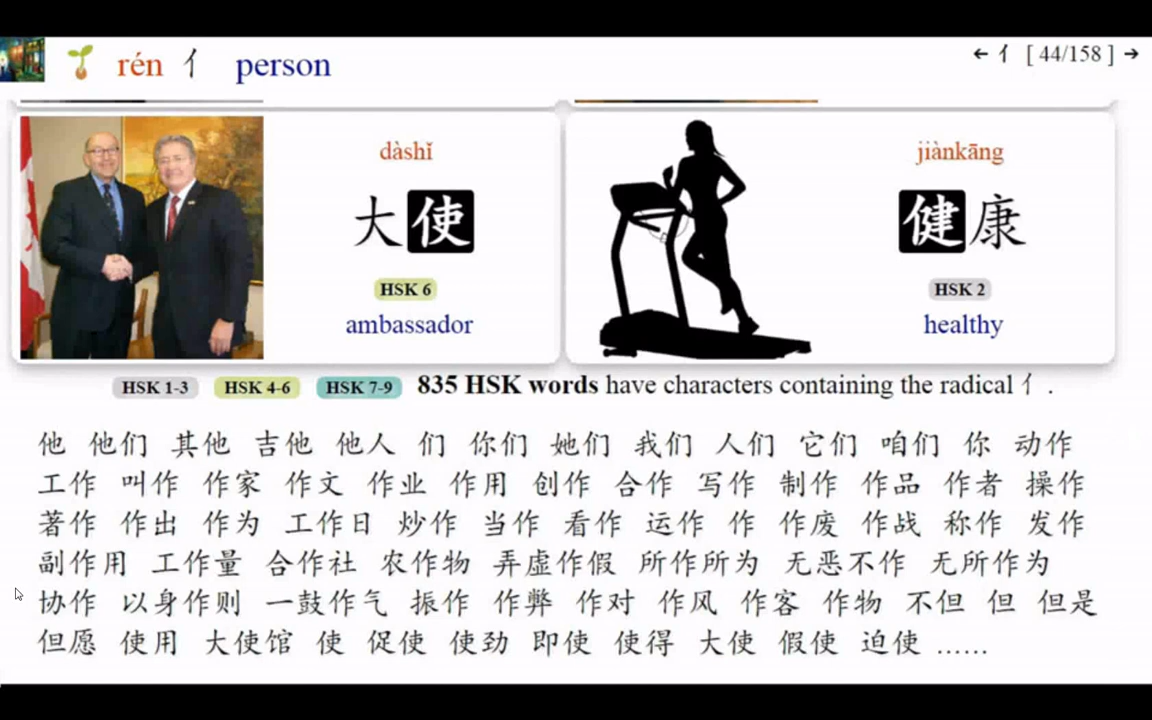 rén 亻 person
← 亻 [ 44/158 ] →
dàshǐ
大使
HSK 6
ambassador
jiànkāng
健康
HSK 2
healthy
HSK 1-3 HSK 4-6 HSK 7-9 835 HSK words have characters containing the radical 亻.
他 他们 其他 吉他 他人 们 你们 她们 我们 人们 它们 咱们 你 动作
工作 叫作 作家 作文 作业 作用 创作 合作 写作 制作 作品 作者 操作
著作 作出 作为 工作日 炒作 当作 看作 运作 作 作废 作战 称作 发作
副作用 工作量 合作社 农作物 弄虚作假 所作所为 无恶不作 无所作为
协作 以身作则 一鼓作气 振作 作弊 作对 作风 作客 作物 不但 但 但是
但愿 使用 大使馆 使 促使 使劲 即使 使得 大使 假使 迫使 ……